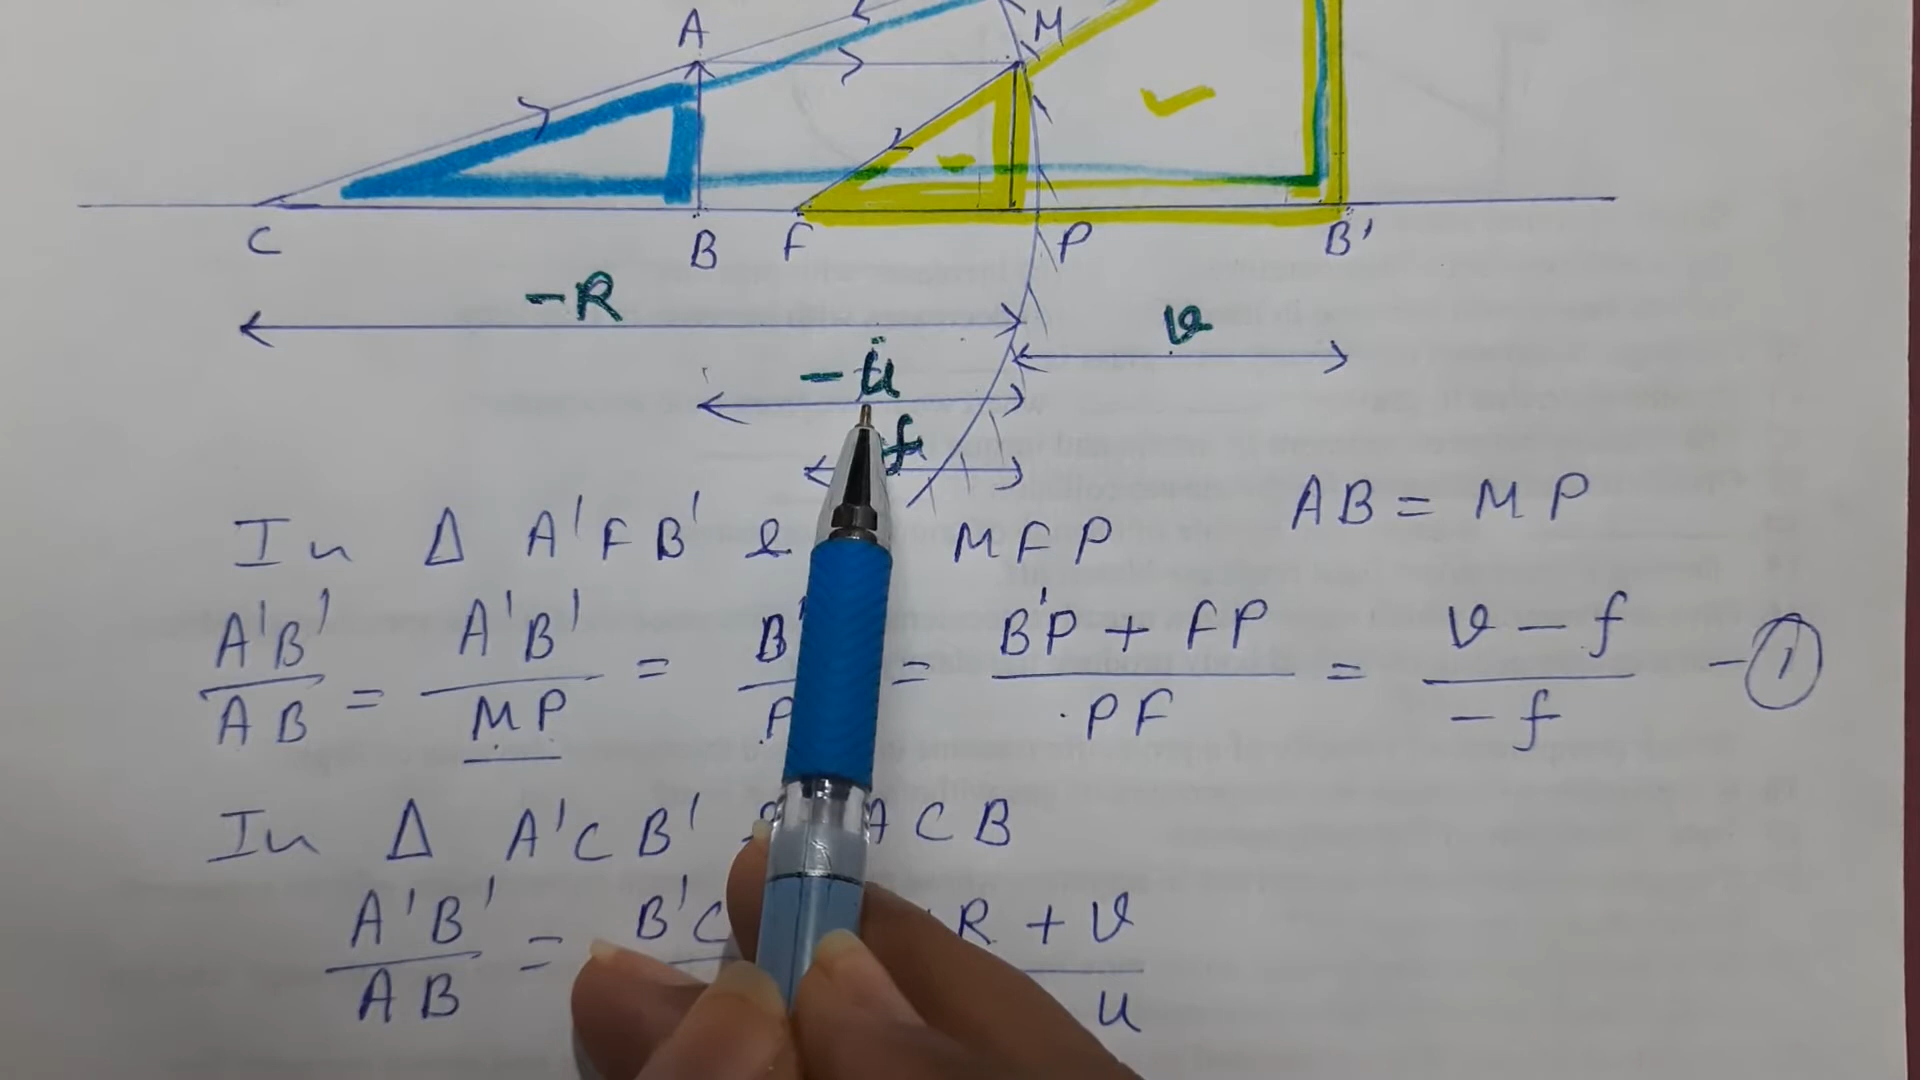 A M
C B F P B'
-R
v
-u
f
AB = MP
In Δ A'FB' & MFP
A'B'/AB = A'B'/MP = = B'P + FP/PF = v - f/-f - ①
In Δ A'CB' ACB
A'B'/AB = B'C R + v/u